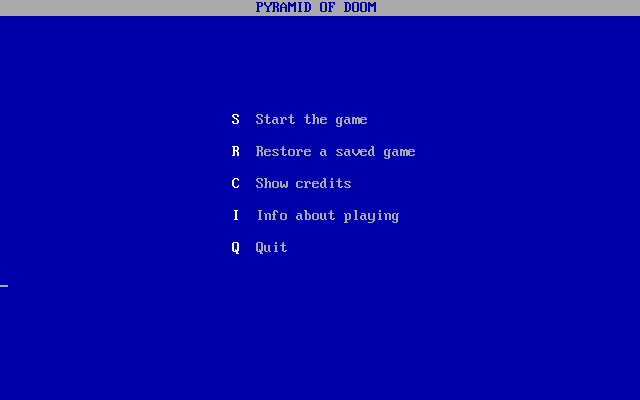 PYRAMID OF DOOM
S Start the game
R Restore a saved game
C Show credits
I Info about playing
Q Quit